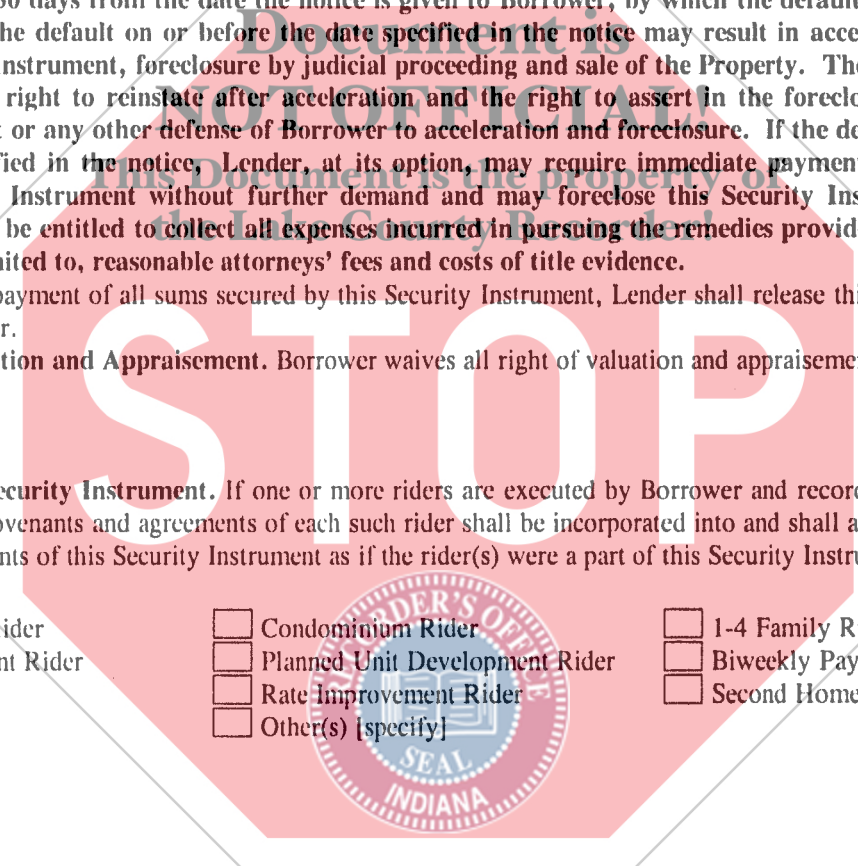 30 days from the date the notice is given to Borrower, by which the default
he default on or before the date specified in the notice may result in acce
nstrument, foreclosure by judicial proceeding and sale of the Property. The
right to reinstate after acceleration and the right to assert in the foreclo
t or any other defense of Borrower to acceleration and foreclosure. If the de
fied in the notice, Lender, at its option, may require immediate payment
Instrument without further demand and may foreclose this Security Ins
be entitled to collect all expenses incurred in pursuing the remedies provid
nited to, reasonable attorneys' fees and costs of title evidence.
payment of all sums secured by this Security Instrument, Lender shall release thi
r.
tion and Appraisement. Borrower waives all right of valuation and appraiseme
ecurity Instrument. If one or more riders are executed by Borrower and record
ovenants and agreements of each such rider shall be incorporated into and shall a
nts of this Security Instrument as if the rider(s) were a part of this Security Instru
ider Condominium Rider 1-4 Family R
nt Rider Planned Unit Development Rider Biweekly Pay
Rate Improvement Rider Second Home
Other(s) [specify]
Document is
NOT OFFICIAL!
This Document is the property of
the Lake County Recorder!
STOP
RECORDER'S OFFICE
SEAL
INDIANA